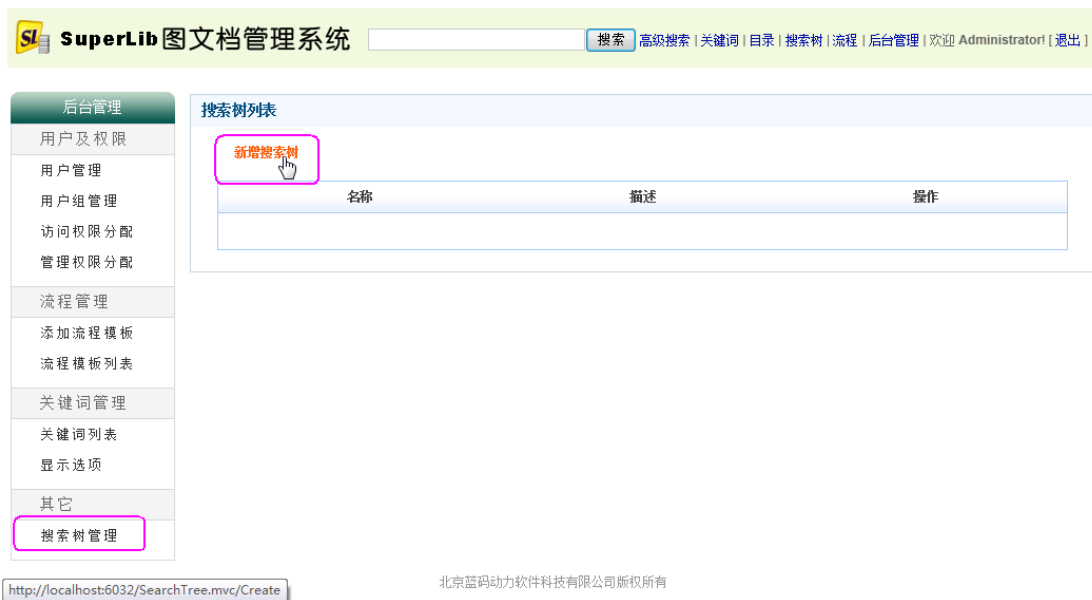 SL SuperLib图文档管理系统 搜索 高级搜索 | 关键词 | 目录 | 搜索树 | 流程 | 后台管理 | 欢迎 Administrator! [ 退出 ]
后台管理
用户及权限
用户管理
用户组管理
访问权限分配
管理权限分配
流程管理
添加流程模板
流程模板列表
关键词管理
关键词列表
显示选项
其它
搜索树管理
搜索树列表
新增搜索树
名称 描述 操作
北京蓝码动力软件科技有限公司版权所有
http://localhost:6032/SearchTree.mvc/Create